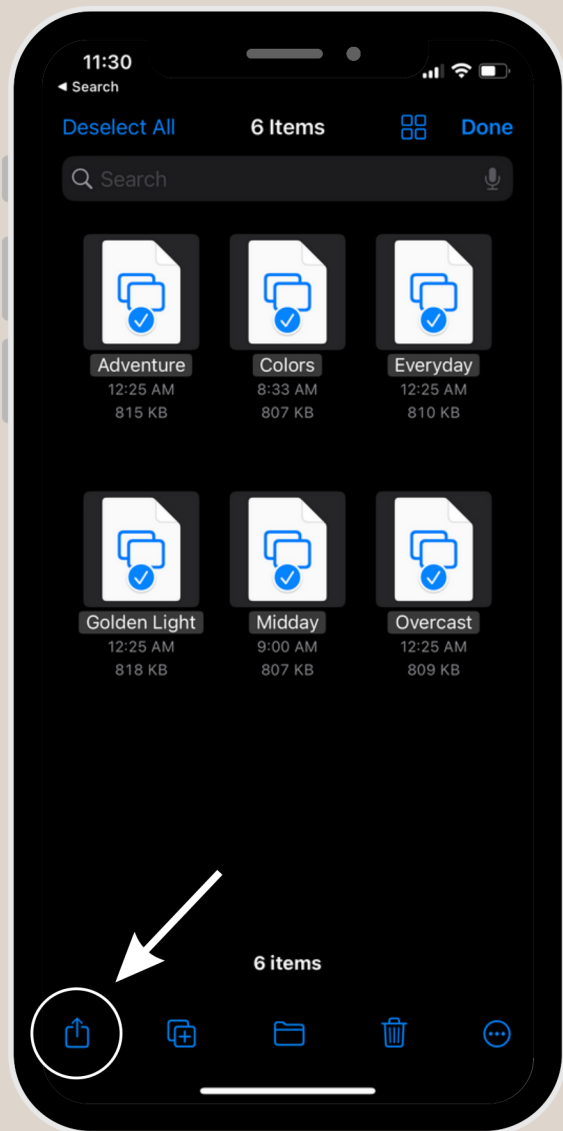 11:30
◀ Search
Deselect All 6 Items Done
Search
Adventure Colors Everyday
12:25 AM 8:33 AM 12:25 AM
815 KB 807 KB 810 KB
Golden Light Midday Overcast
12:25 AM 9:00 AM 12:25 AM
818 KB 807 KB 809 KB
6 items